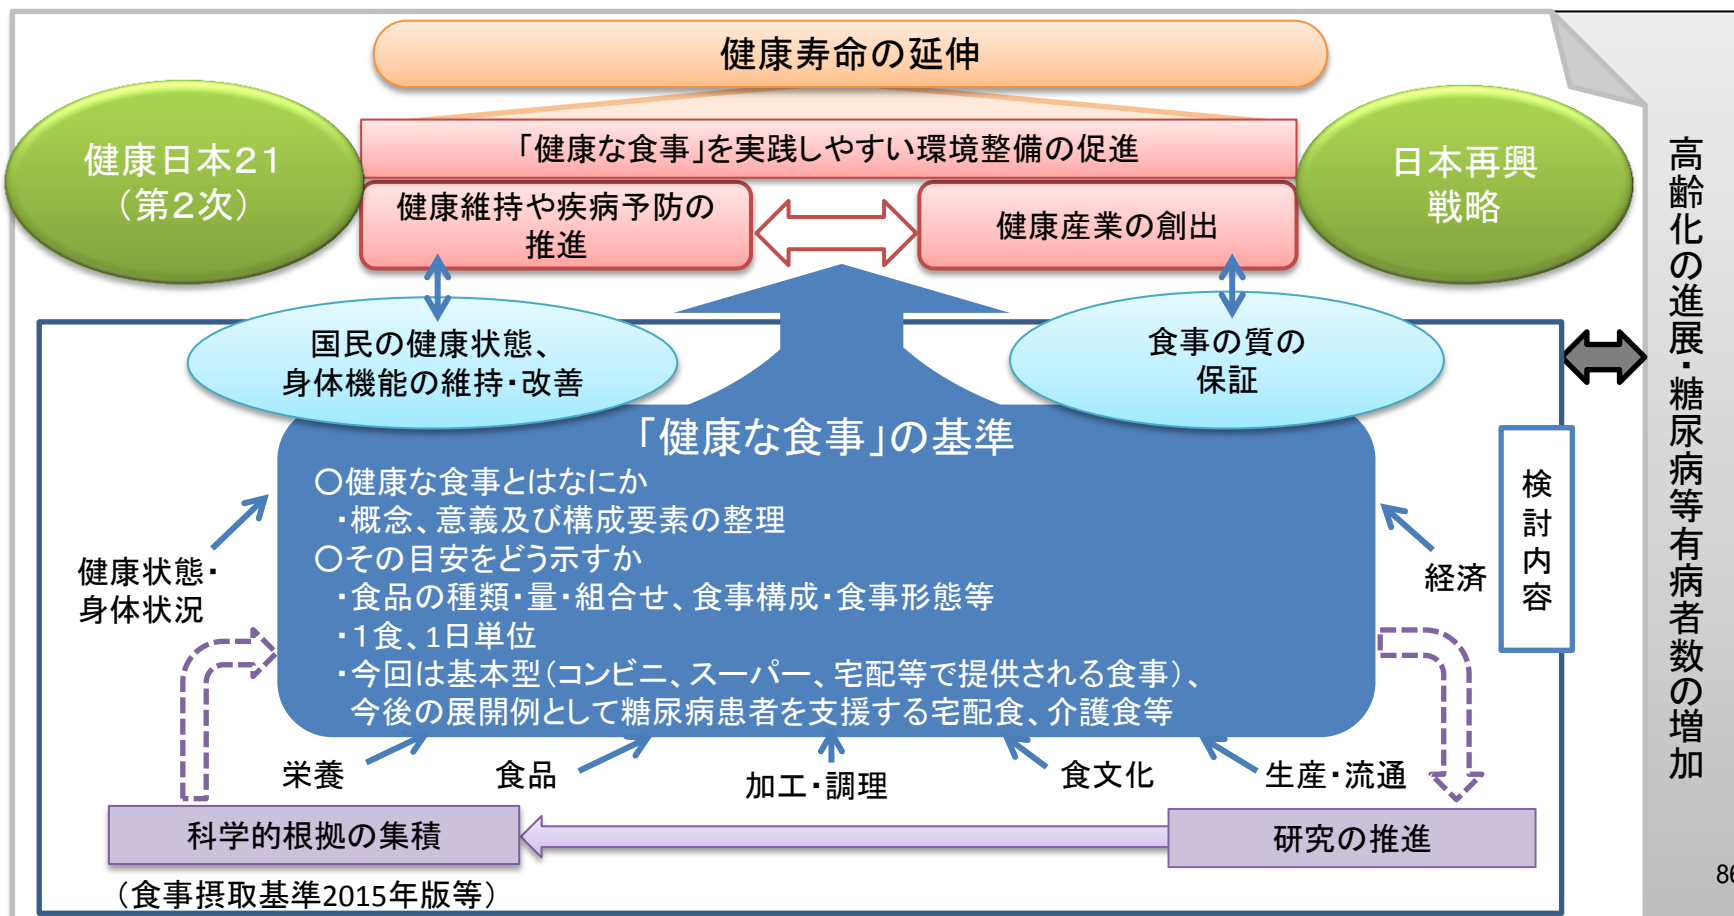 健康寿命の延伸
健康日本２１
（第２次）
「健康な食事」を実践しやすい環境整備の促進
日本再興
戦略
健康維持や疾病予防の
推進
健康産業の創出
国民の健康状態、
身体機能の維持・改善
食事の質の
保証
「健康な食事」の基準
○健康な食事とはなにか
・概念、意義及び構成要素の整理
○その目安をどう示すか
・食品の種類・量・組合せ、食事構成・食事形態等
・１食、1日単位
・今回は基本型（コンビニ、スーパー、宅配等で提供される食事）、
今後の展開例として糖尿病患者を支援する宅配食、介護食等
健康状態・
身体状況
経済
検討内容
栄養
食品
加工・調理
食文化
生産・流通
科学的根拠の集積
研究の推進
（食事摂取基準2015年版等）
高齢化の進展・糖尿病等有病者数の増加
86